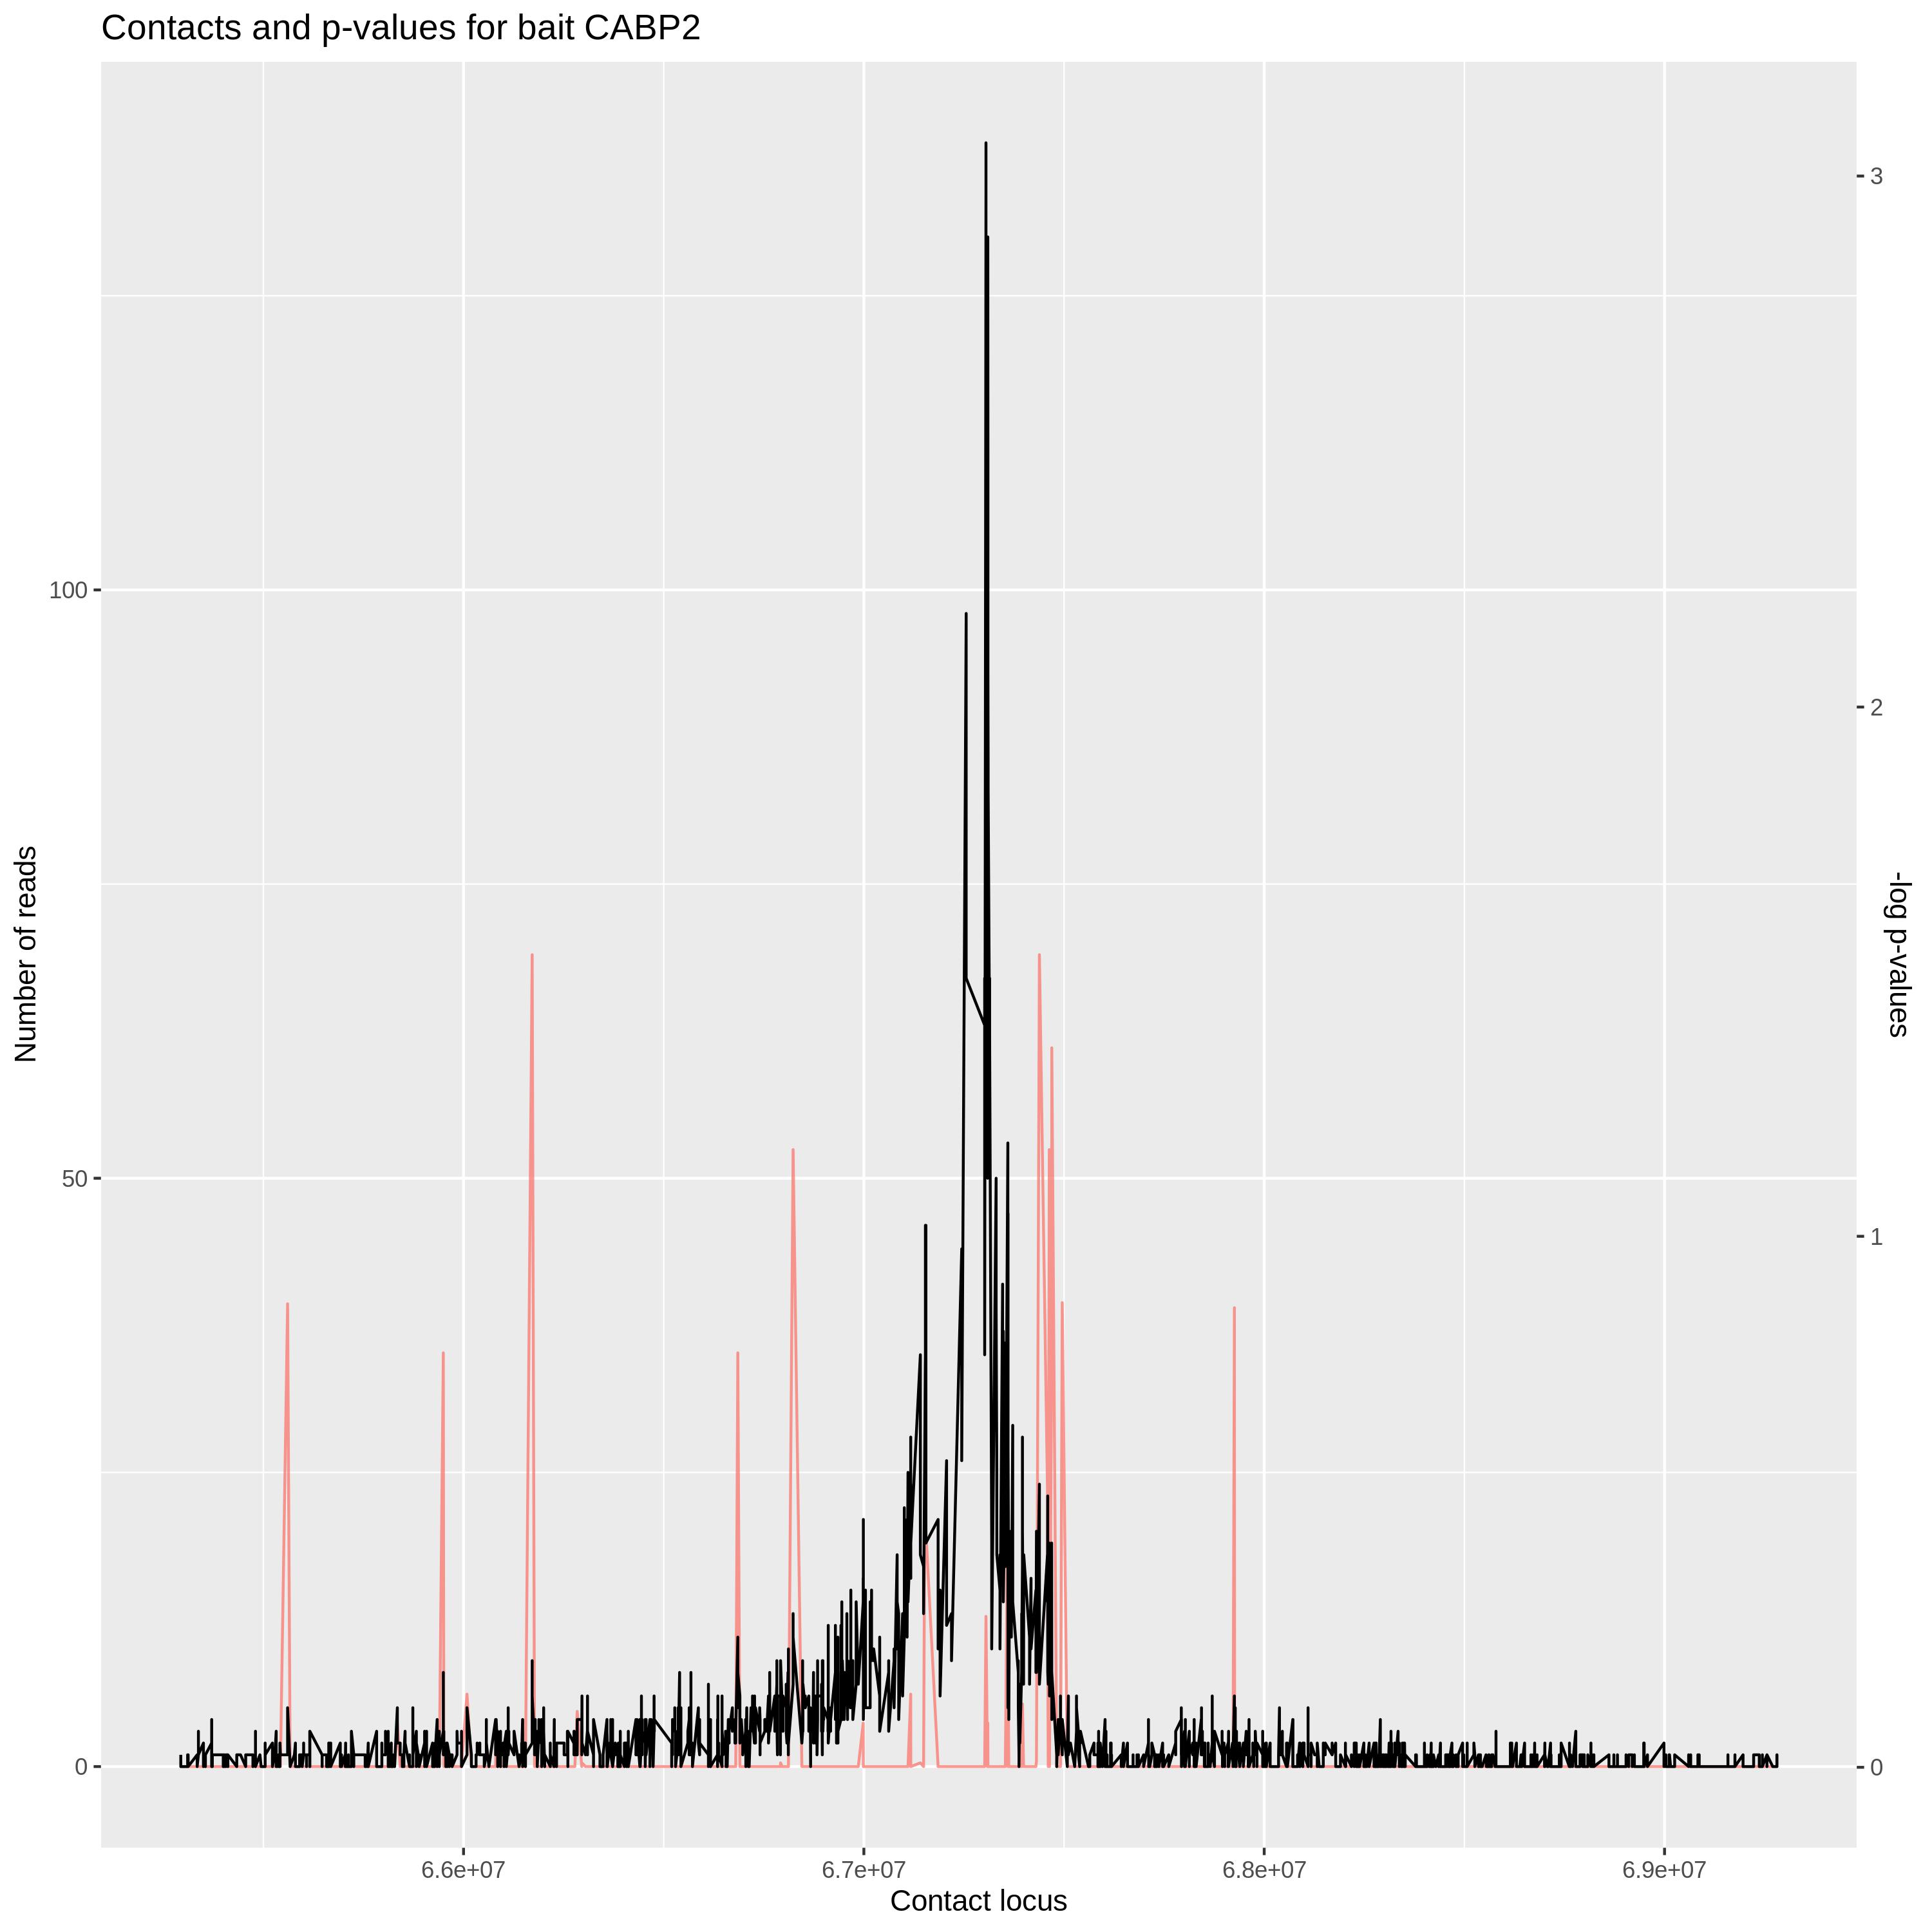 Contacts and p-values for bait CABP2
3
100
2
Number of reads
-log p-values
50
1
0
0
6.6e+07
6.7e+07
6.8e+07
6.9e+07
Contact locus